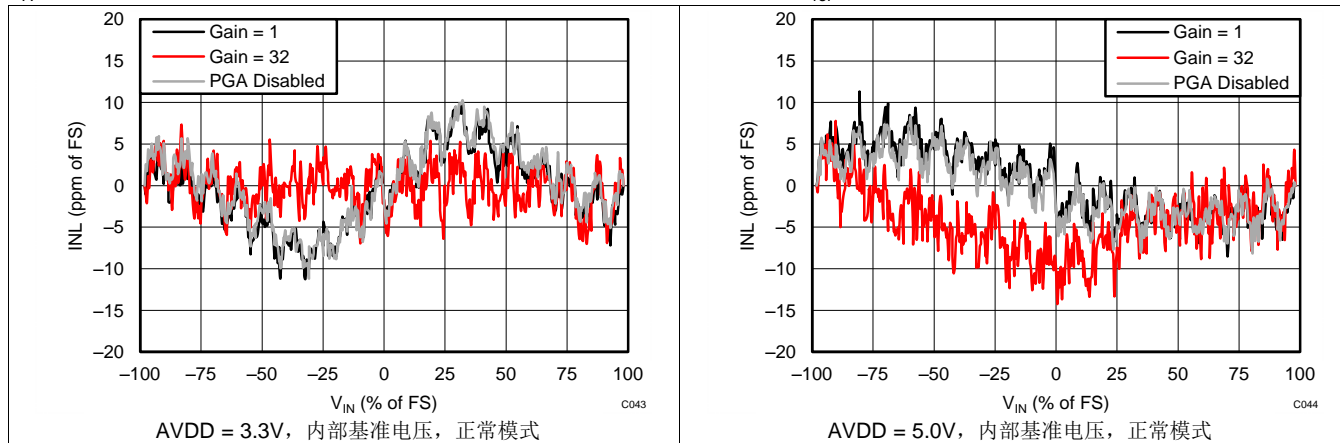 20
15
10
5
0
–5
–10
–15
–20
INL (ppm of FS)
Gain = 1
Gain = 32
PGA Disabled
–100 –75 –50 –25 0 25 50 75 100
V_IN (% of FS)
C043
AVDD = 3.3V，内部基准电压，正常模式
20
15
10
5
0
–5
–10
–15
–20
INL (ppm of FS)
Gain = 1
Gain = 32
PGA Disabled
–100 –75 –50 –25 0 25 50 75 100
V_IN (% of FS)
C044
AVDD = 5.0V，内部基准电压，正常模式